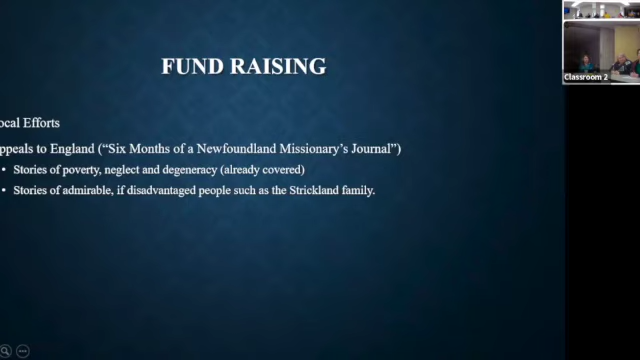 FUND RAISING
ocal Efforts
ppeals to England (“Six Months of a Newfoundland Missionary’s Journal”)
• Stories of poverty, neglect and degeneracy (already covered)
• Stories of admirable, if disadvantaged people such as the Strickland family.
Classroom 2